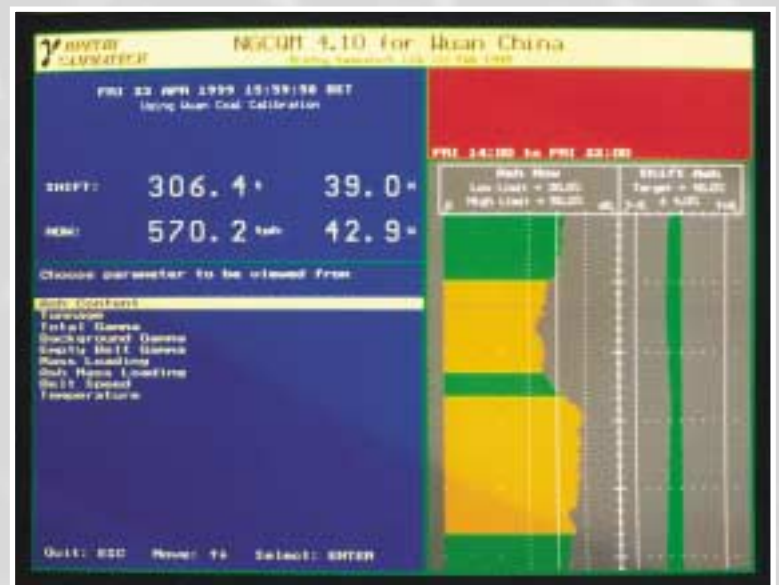 NGCQM 4.10 for Wuan China
FRI 23 APR 1999 15:59:50 BST
Using Wuan Coal Calibration
FRI 14:00 to FRI 22:00
SHIFT: 306.4 t 39.0 %
NOW: 570.2 tph 42.9 %
Ash Now
Shift Ash
Choose parameter to be viewed from
Ash Content
Tonnage
Total Gamma
Background Gamma
Empty Belt Gamma
Mass Loading
Ash Mass Loading
Belt Speed
Temperature
Quit: ESC Move: ↑↓ Select: ENTER